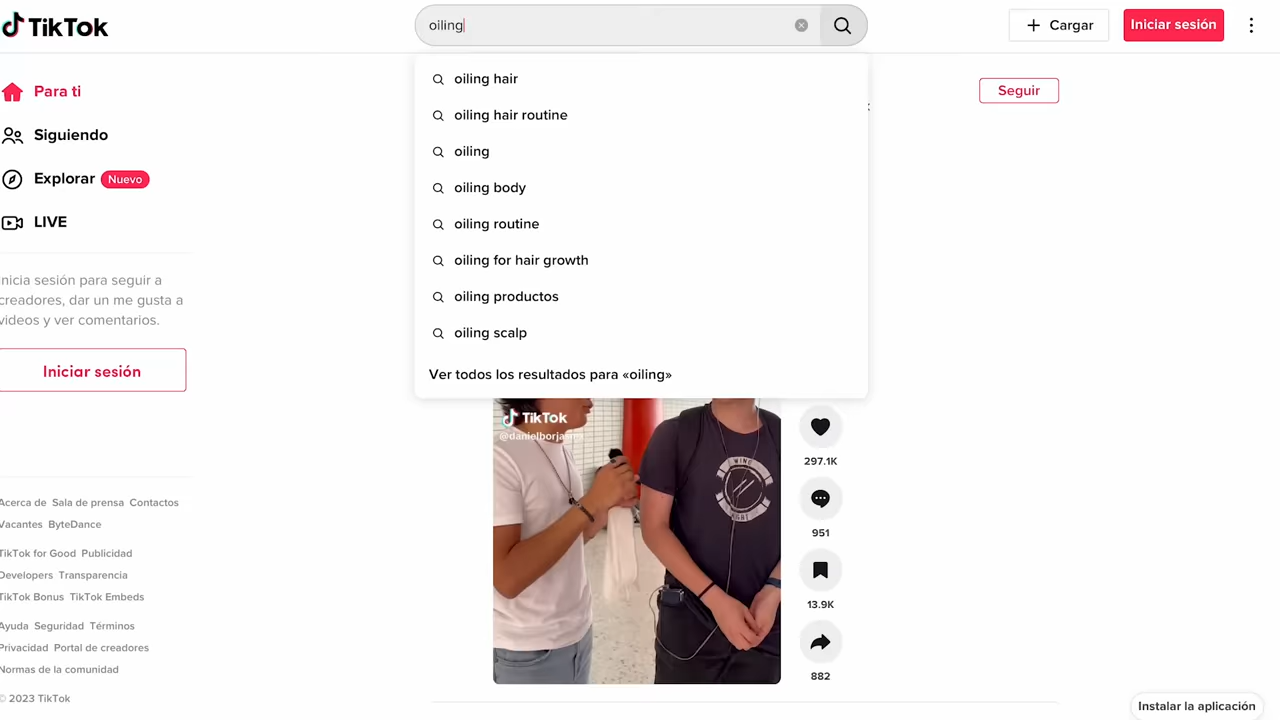 TikTok
oiling
Cargar
Iniciar sesión
Para ti
Siguiendo
Explorar Nuevo
LIVE
nicia sesión para seguir a
creadores, dar un me gusta a
videos y ver comentarios.
Iniciar sesión
Acerca de Sala de prensa Contactos
Vacantes ByteDance
TikTok for Good Publicidad
Developers Transparencia
TikTok Bonus TikTok Embeds
Ayuda Seguridad Términos
Privacidad Portal de creadores
Normas de la comunidad
© 2023 TikTok
oiling hair
oiling hair routine
oiling
oiling body
oiling routine
oiling for hair growth
oiling productos
oiling scalp
Ver todos los resultados para «oiling»
Seguir
TikTok
WING
297.1K
951
13.9K
882
Instalar la aplicación